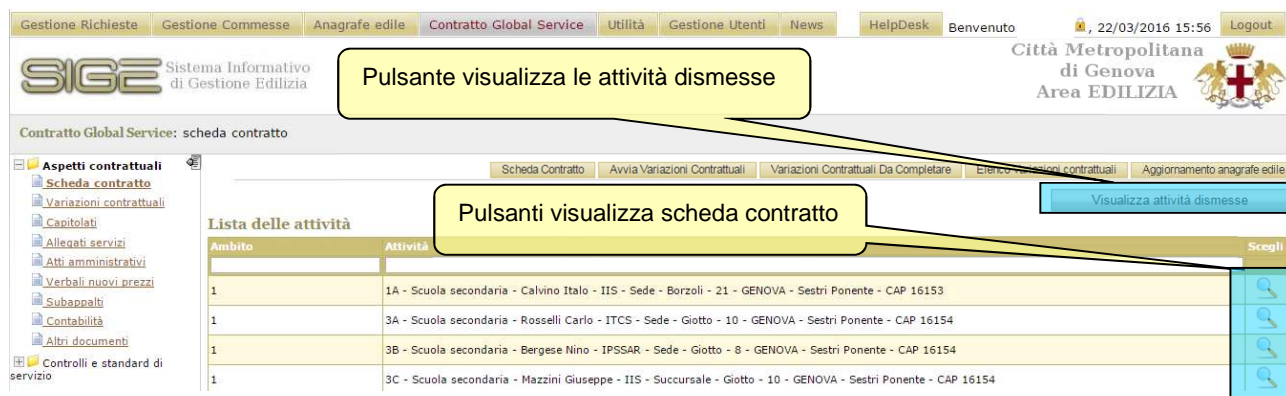 Gestione Richieste Gestione Commesse Anagrafe edile Contratto Global Service Utilità Gestione Utenti News HelpDesk Benvenuto , 22/03/2016 15:56 Logout
SIGE
Sistema Informativo
di Gestione Edilizia
Pulsante visualizza le attività dismesse
Città Metropolitana
di Genova
Area EDILIZIA
Contratto Global Service: scheda contratto
Aspetti contrattuali
Scheda contratto
Variazioni contrattuali
Capitolati
Allegati servizi
Atti amministrativi
Verbali nuovi prezzi
Subappalti
Contabilità
Altri documenti
Controlli e standard di
servizio
Scheda Contratto Avvia Variazioni Contrattuali Variazioni Contrattuali Da Completare Elenco Variazioni contrattuali Aggiornamento anagrafe edile
Visualizza attività dismesse
Pulsanti visualizza scheda contratto
Lista delle attività
Ambito Attività Scegli
1 1A - Scuola secondaria - Calvino Italo - IIS - Sede - Borzoli - 21 - GENOVA - Sestri Ponente - CAP 16153
1 3A - Scuola secondaria - Rosselli Carlo - ITCS - Sede - Giotto - 10 - GENOVA - Sestri Ponente - CAP 16154
1 3B - Scuola secondaria - Bergese Nino - IPSSAR - Sede - Giotto - 8 - GENOVA - Sestri Ponente - CAP 16154
1 3C - Scuola secondaria - Mazzini Giuseppe - IIS - Succursale - Giotto - 10 - GENOVA - Sestri Ponente - CAP 16154